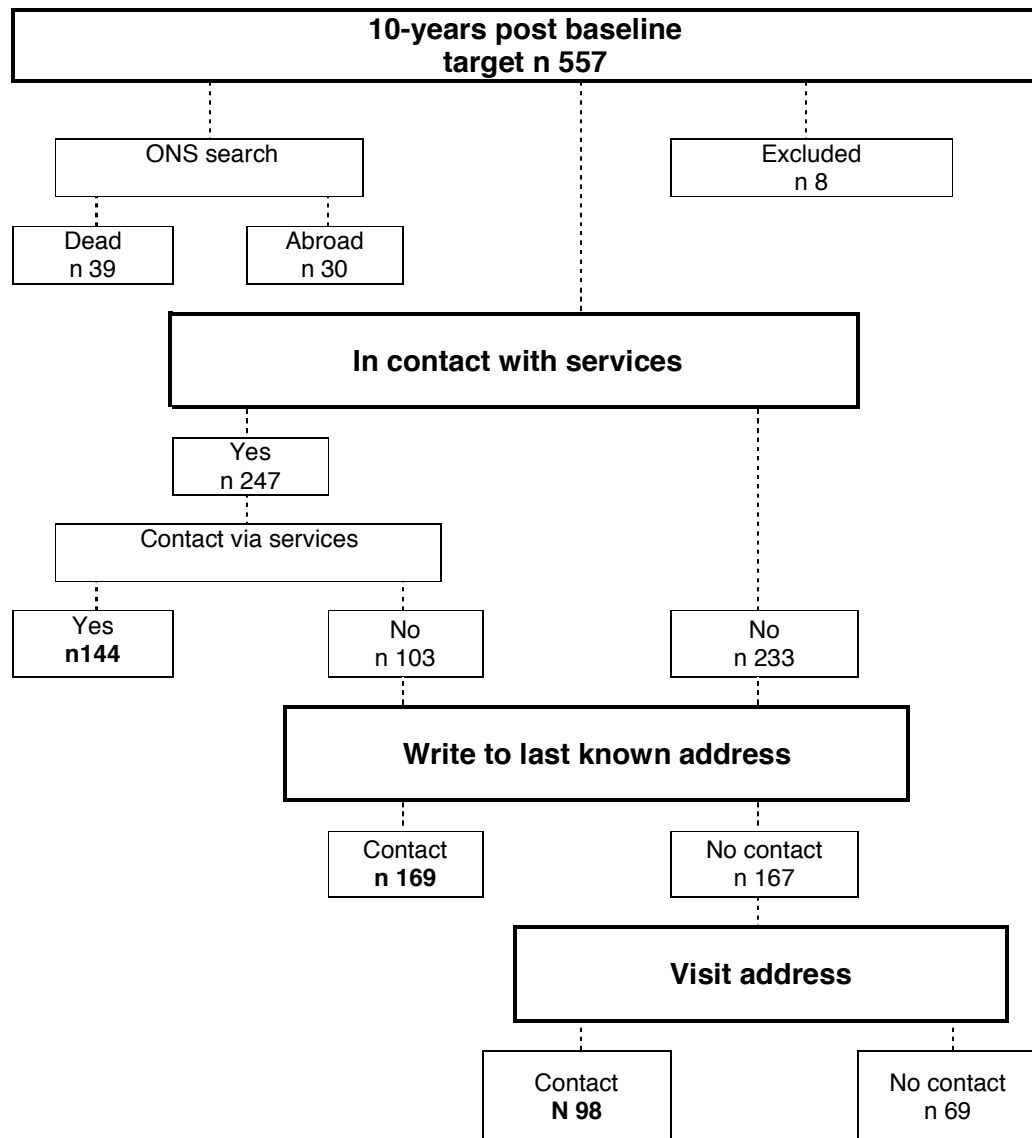 10-years post baseline
target n 557
ONS search
Excluded
n 8
Dead
n 39
Abroad
n 30
In contact with services
Yes
n 247
Contact via services
Yes
n144
No
n 103
No
n 233
Write to last known address
Contact
n 169
No contact
n 167
Visit address
Contact
N 98
No contact
n 69